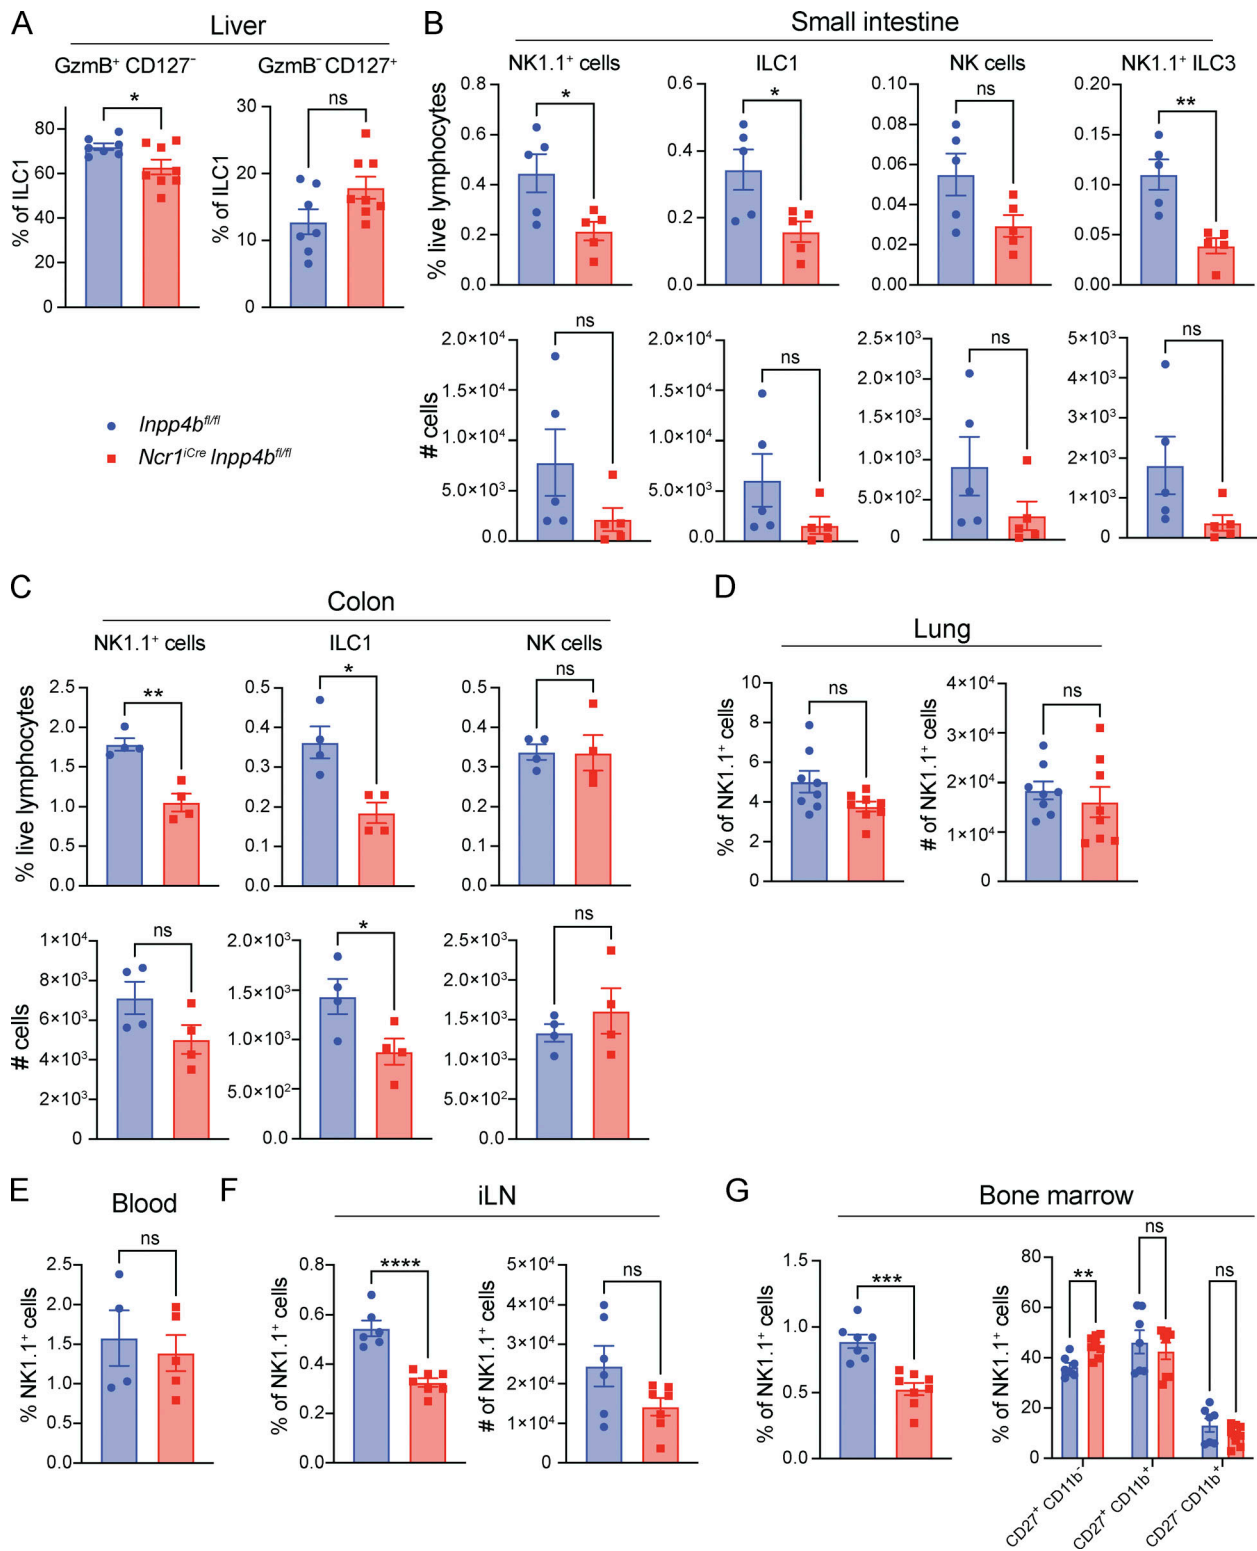 A
Liver
GzmB⁺ CD127⁻
GzmB⁻ CD127⁺
% of ILC1
80
60
40
20
0
*
% of ILC1
30
20
10
0
ns
Inpp4b^fl/fl
Ncr1^iCre Inpp4b^fl/fl
B
Small intestine
NK1.1⁺ cells
ILC1
NK cells
NK1.1⁺ ILC3
% live lymphocytes
0.8
0.6
0.4
0.2
0.0
*
0.6
0.4
0.2
0.0
*
0.10
0.08
0.06
0.04
0.02
0.00
ns
0.20
0.15
0.10
0.05
0.00
**
# cells
2.0×10⁴
1.5×10⁴
1.0×10⁴
5.0×10³
0.0
ns
2.0×10⁴
1.5×10⁴
1.0×10⁴
5.0×10³
0.0
ns
2.5×10³
2.0×10³
1.5×10³
1.0×10³
5.0×10²
0
ns
5×10³
4×10³
3×10³
2×10³
1×10³
0
ns
C
Colon
NK1.1⁺ cells
ILC1
NK cells
% live lymphocytes
2.5
2.0
1.5
1.0
0.5
0.0
**
0.5
0.4
0.3
0.2
0.1
0.0
*
0.5
0.4
0.3
0.2
0.1
0.0
ns
# cells
1×10⁴
8×10³
6×10³
4×10³
2×10³
0
ns
2.0×10³
1.5×10³
1.0×10³
5.0×10²
0.0
*
2.5×10³
2.0×10³
1.5×10³
1.0×10³
5.0×10²
0.0
ns
D
Lung
% of NK1.1⁺ cells
10
8
6
4
2
0
ns
# of NK1.1⁺ cells
4×10⁴
3×10⁴
2×10⁴
1×10⁴
0
ns
E
Blood
% of NK1.1⁺ cells
2.5
2.0
1.5
1.0
0.5
0.0
ns
F
iLN
% of NK1.1⁺ cells
0.8
0.6
0.4
0.2
0.0
****
# of NK1.1⁺ cells
5×10⁴
4×10⁴
3×10⁴
2×10⁴
1×10⁴
0
ns
G
Bone marrow
% of NK1.1⁺ cells
1.5
1.0
0.5
0.0
***
% of NK1.1⁺ cells
80
60
40
20
0
**
ns
ns
CD27⁺ CD11b⁻
CD27⁺ CD11b⁺
CD27⁻ CD11b⁺